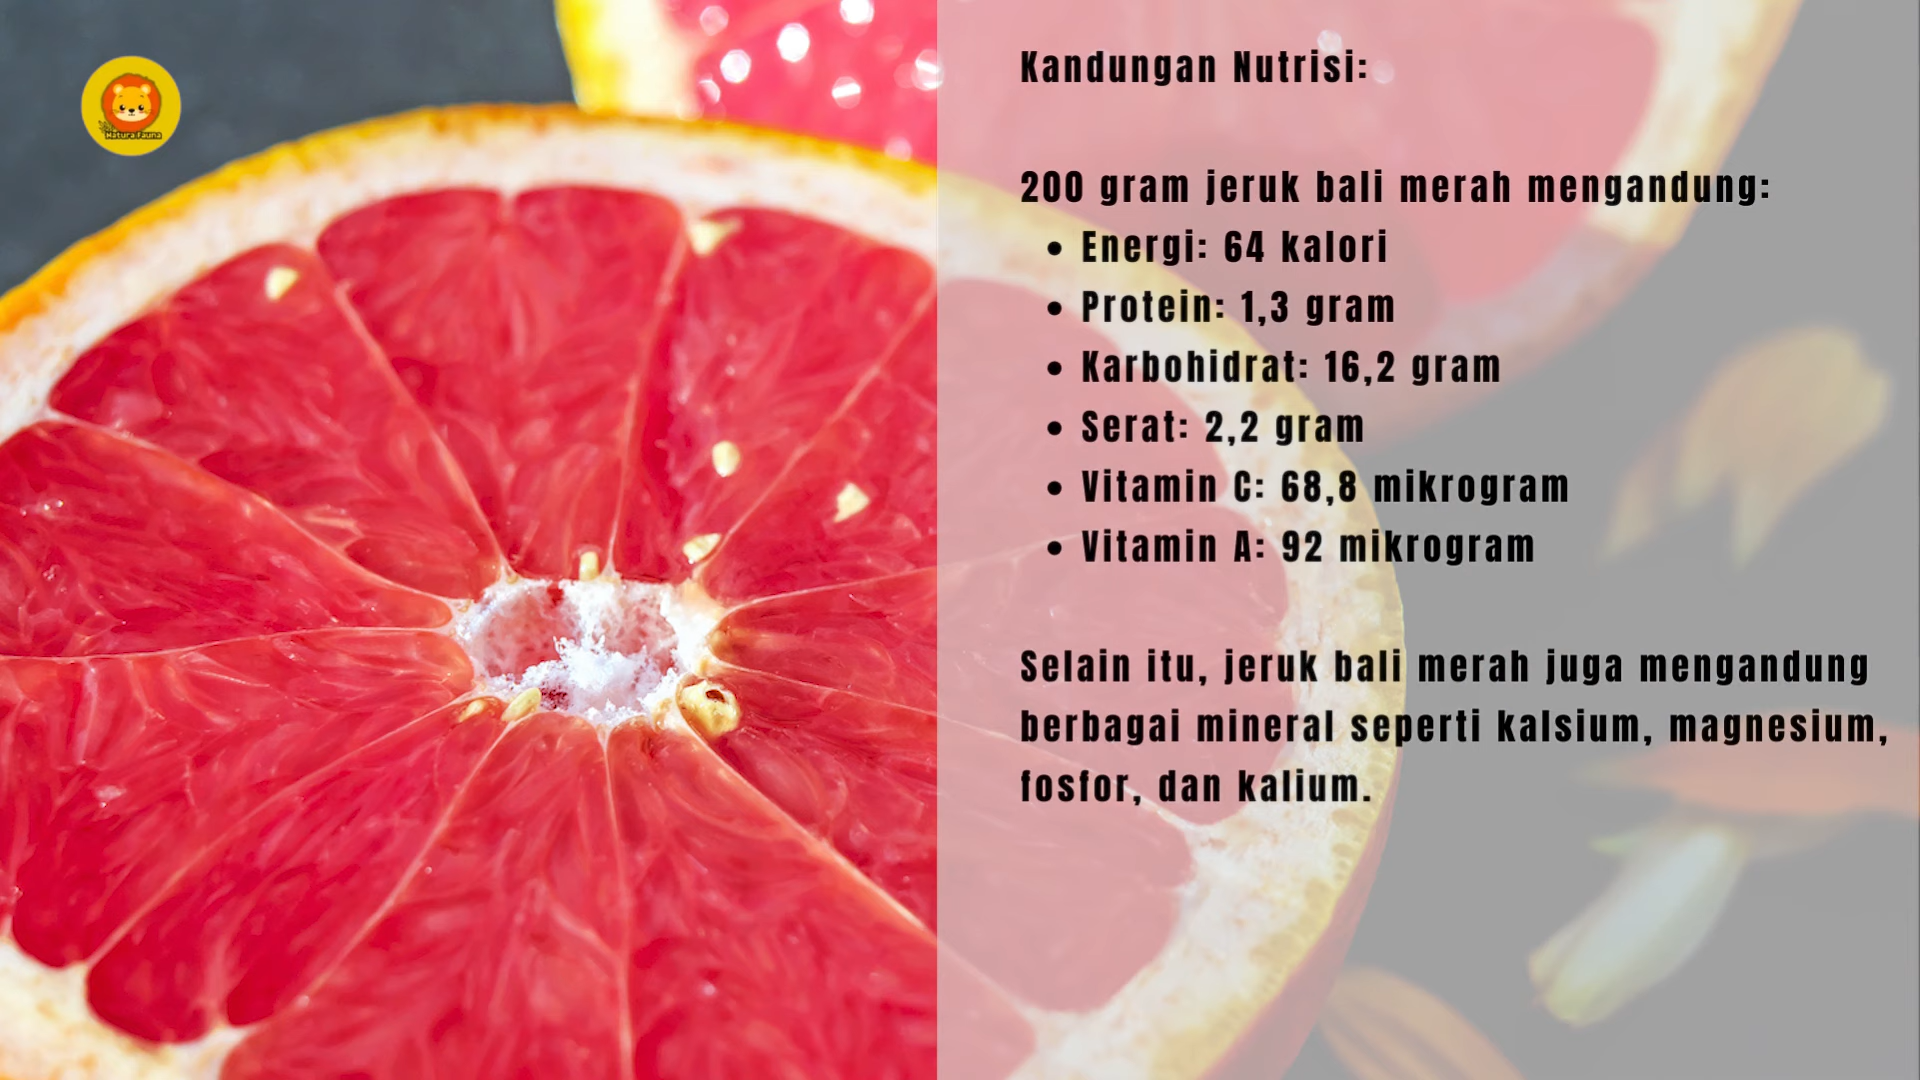 Natura Fauna
Kandungan Nutrisi:
200 gram jeruk bali merah mengandung:
• Energi: 64 kalori
• Protein: 1,3 gram
• Karbohidrat: 16,2 gram
• Serat: 2,2 gram
• Vitamin C: 68,8 mikrogram
• Vitamin A: 92 mikrogram
Selain itu, jeruk bali merah juga mengandung
berbagai mineral seperti kalsium, magnesium,
fosfor, dan kalium.